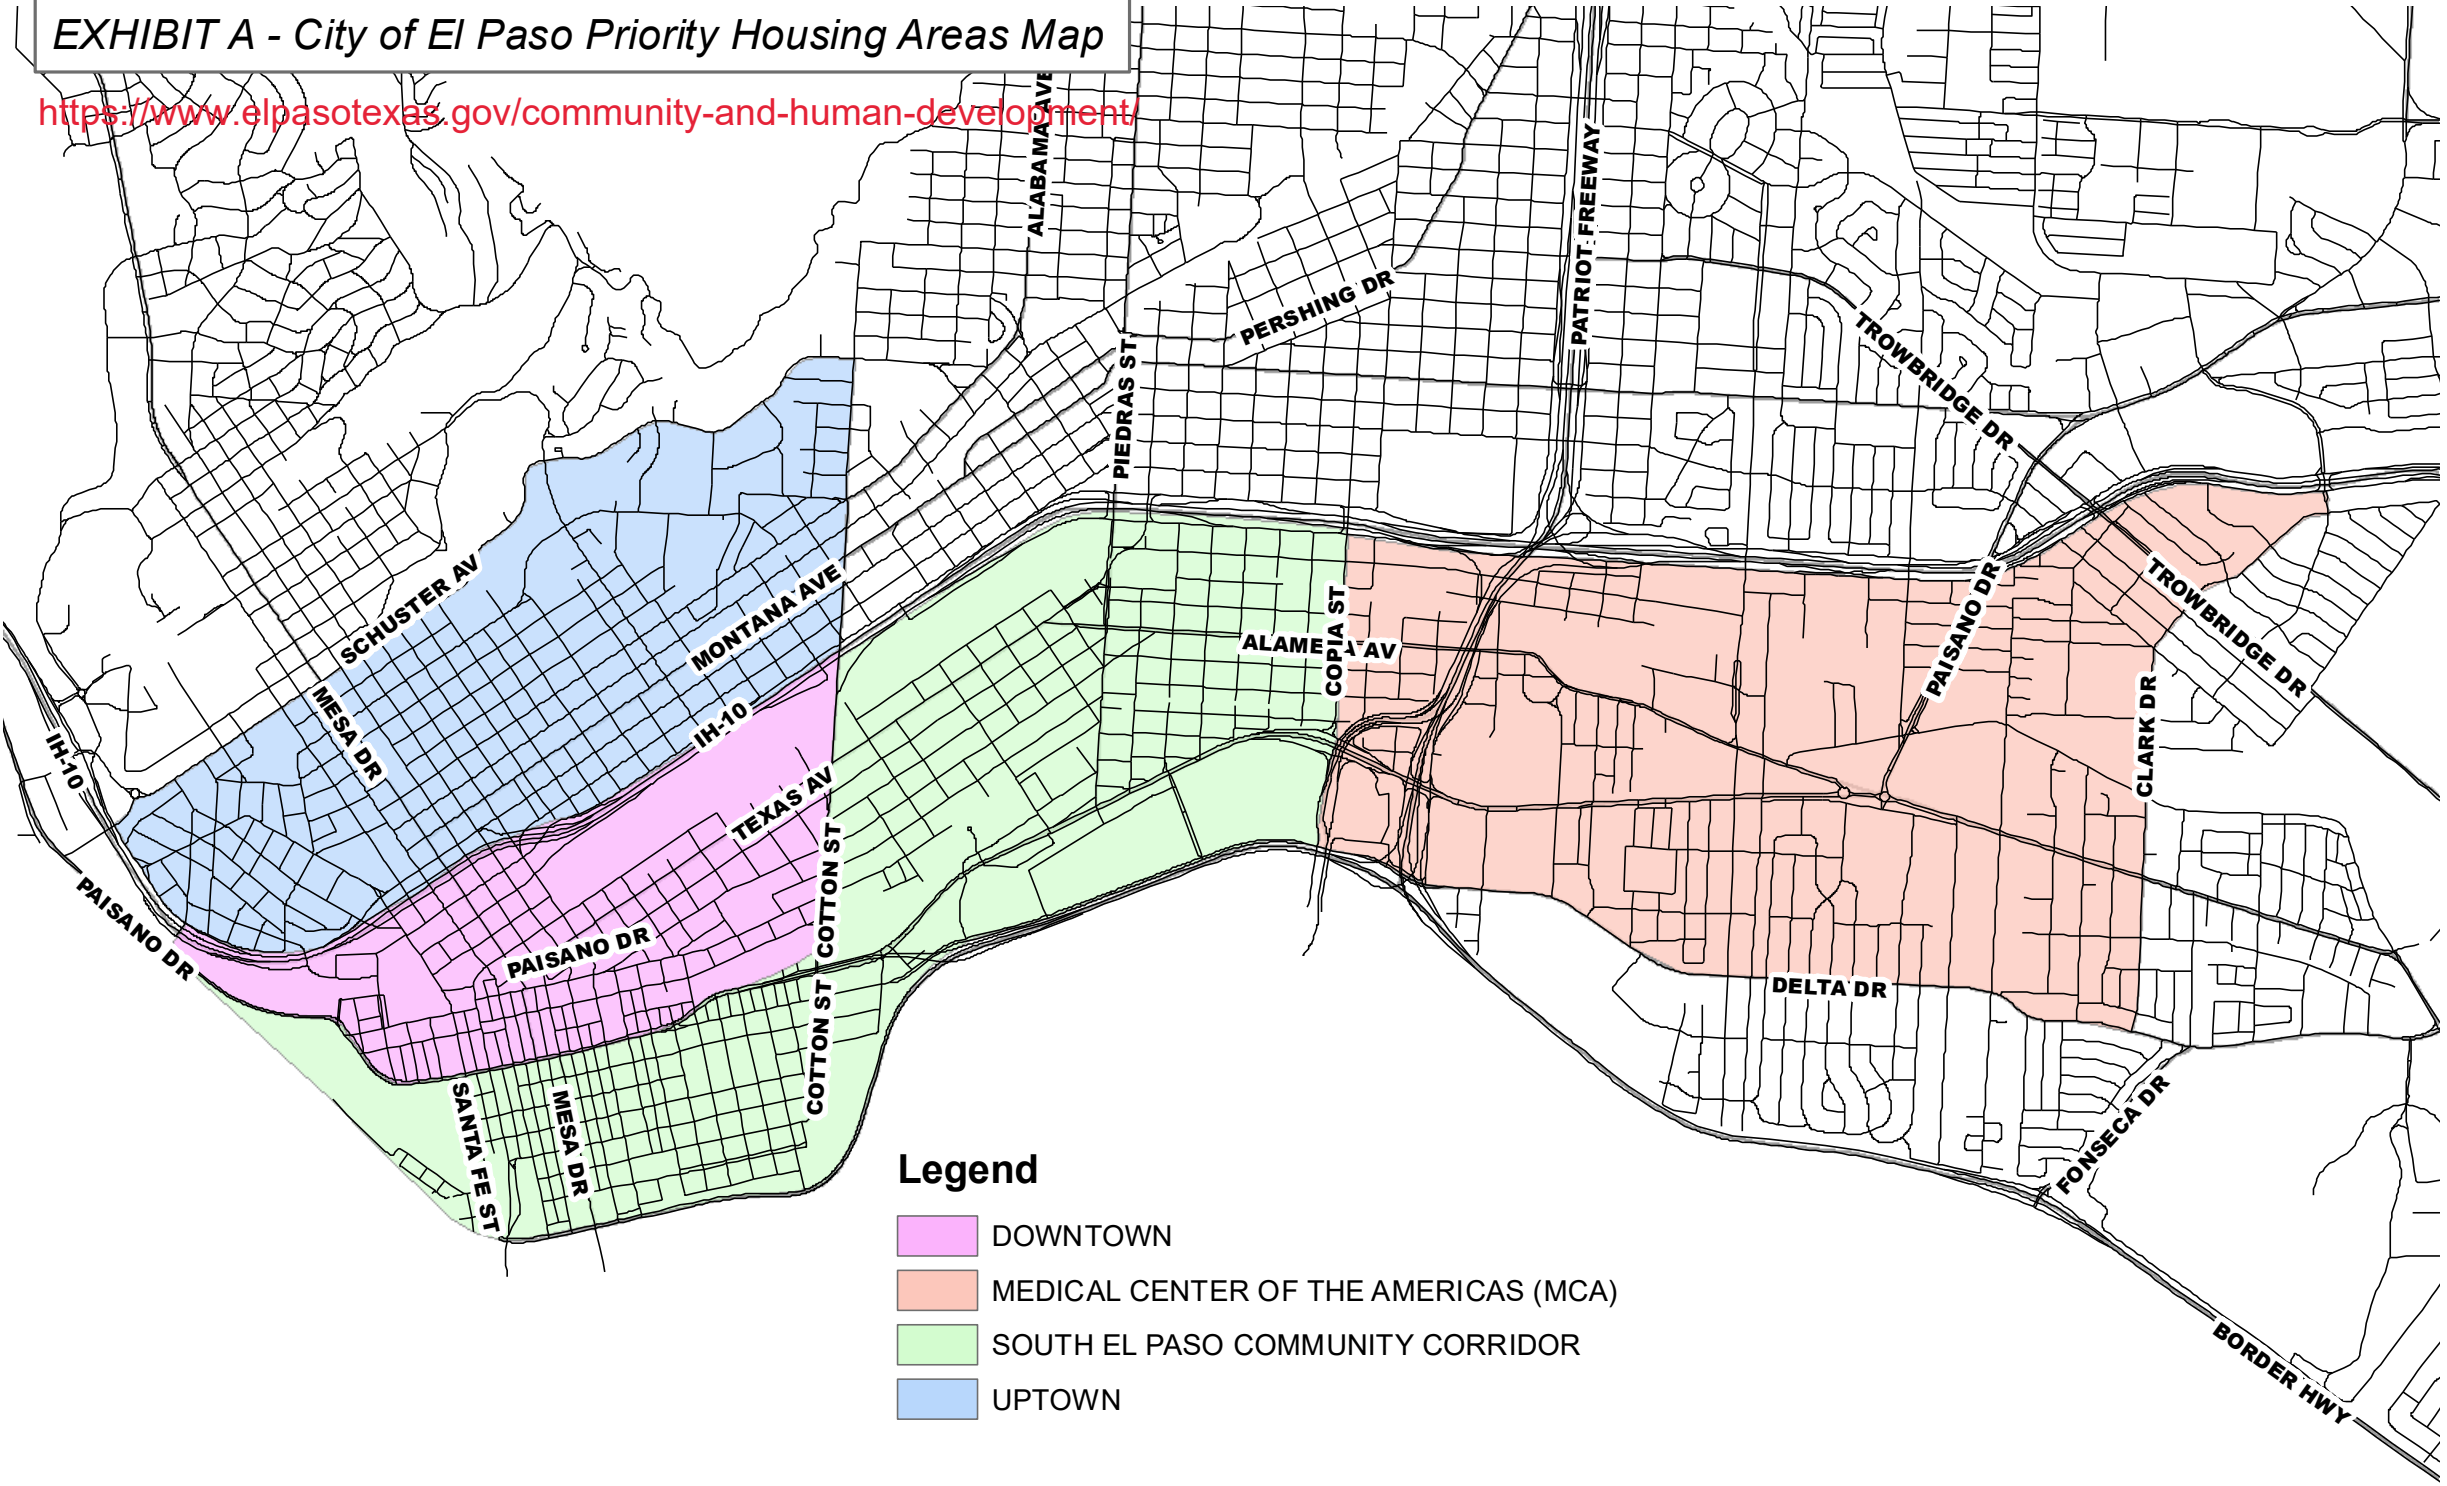 EXHIBIT A - City of El Paso Priority Housing Areas Map
https://www.elpasotexas.gov/community-and-human-development/
ALABAMA AVE
PATRIOT FREEWAY
PERSHING DR
TROWBRIDGE DR
PIEDRAS ST
SCHUSTER AV
MONTANA AVE
COPIA ST
ALAMEDA AV
PAISANO DR
TROWBRIDGE DR
MESA DR
IH-10
IH-10
CLARK DR
TEXAS AV
PAISANO DR
PAISANO DR
COTTON ST
COTTON ST
DELTA DR
SANTA FE ST
MESA DR
FONSECA DR
BORDER HWY
Legend
DOWNTOWN
MEDICAL CENTER OF THE AMERICAS (MCA)
SOUTH EL PASO COMMUNITY CORRIDOR
UPTOWN